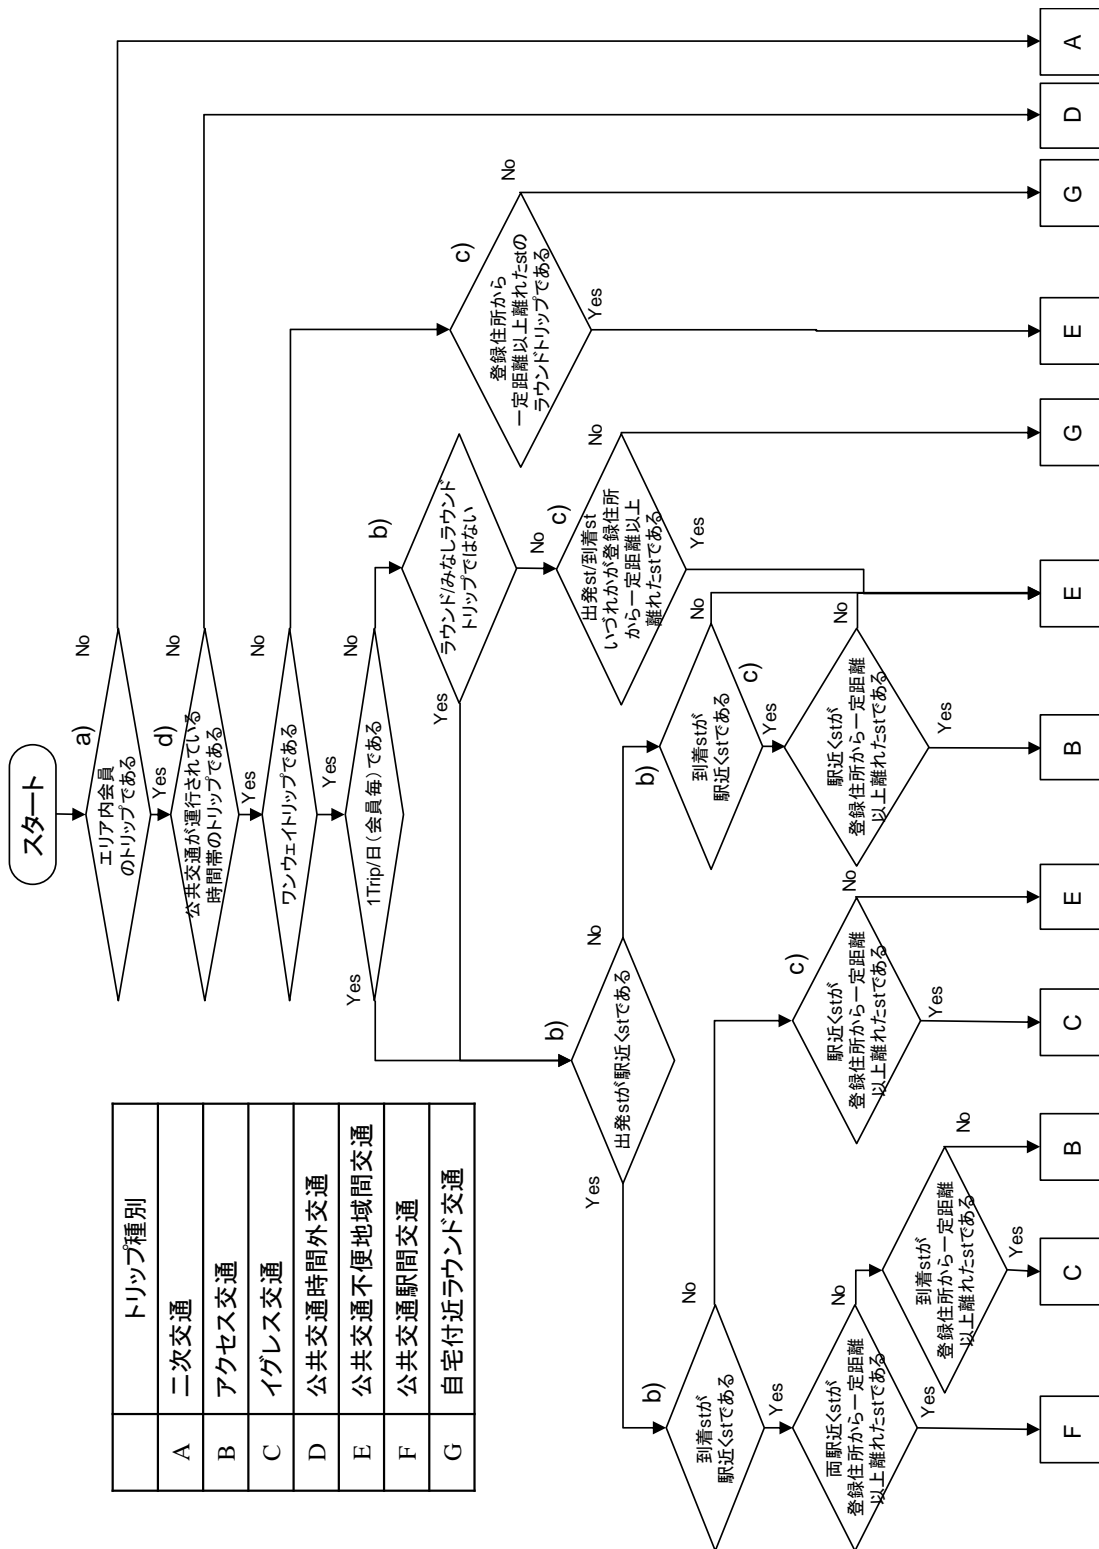 スタート
a)
エリア内会員
のトリップである
No
Yes
d)
公共交通が運行されている
時間帯のトリップである
No
Yes
ワンウェイトリップである
No
Yes
1Trip/日(会員毎)である
Yes
No
b)
ラウンド/みなしラウンド
トリップではない
Yes
No
c)
登録住所から
一定距離以上離れたstの
ラウンドトリップである
No
Yes
c)
出発st/到着st
いづれかが登録住所
から一定距離以上
離れたstである
No
Yes
b)
出発stが駅近くstである
Yes
No
b)
到着stが
駅近くstである
No
Yes
c)
駅近くstが
登録住所から一定距離
以上離れたstである
No
Yes
b)
到着stが
駅近くstである
No
Yes
c)
駅近くstが
登録住所から一定距離
以上離れたstである
No
Yes
両駅近くstが
登録住所から一定距離
以上離れたstである
No
Yes
到着stが
登録住所から一定距離
以上離れたstである
No
Yes
F
C
B
C
E
B
E
G
E
G
D
A
トリップ種別
A 二次交通
B アクセス交通
C イグレス交通
D 公共交通時間外交通
E 公共交通不便地域間交通
F 公共交通駅間交通
G 自宅付近ラウンド交通